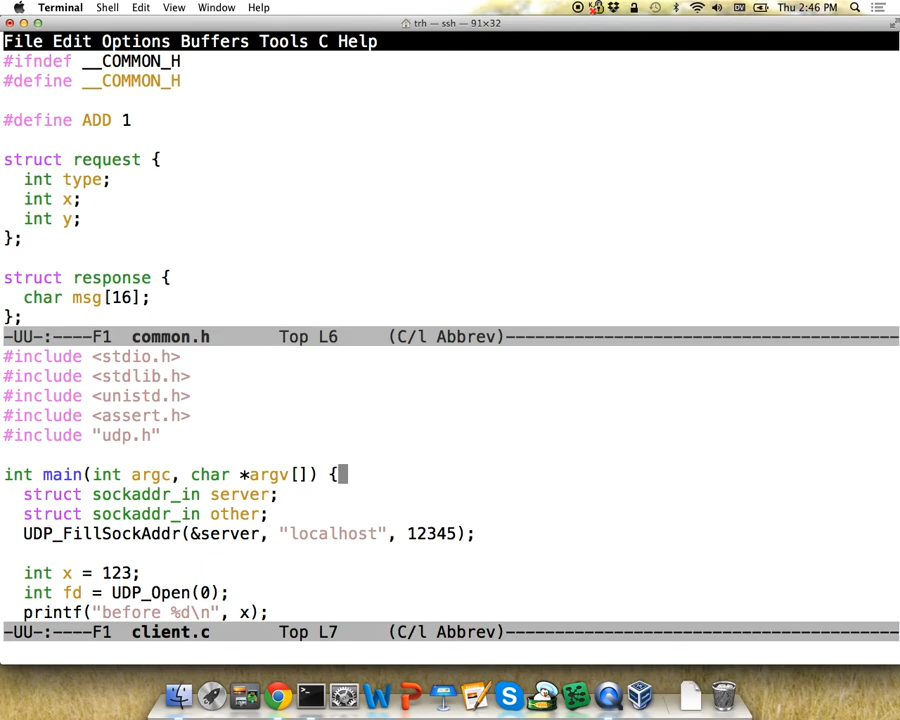 Terminal Shell Edit View Window Help Thu 2:46 PM
trh — ssh — 91×32
File Edit Options Buffers Tools C Help
#ifndef __COMMON_H
#define __COMMON_H
#define ADD 1
struct request {
int type;
int x;
int y;
};
struct response {
char msg[16];
};
-UU-:----F1 common.h Top L6 (C/l Abbrev)----------------------------------------
#include <stdio.h>
#include <stdlib.h>
#include <unistd.h>
#include <assert.h>
#include "udp.h"
int main(int argc, char *argv[]) {
struct sockaddr_in server;
struct sockaddr_in other;
UDP_FillSockAddr(&server, "localhost", 12345);
int x = 123;
int fd = UDP_Open(0);
printf("before %d\n", x);
-UU-:----F1 client.c Top L7 (C/l Abbrev)----------------------------------------